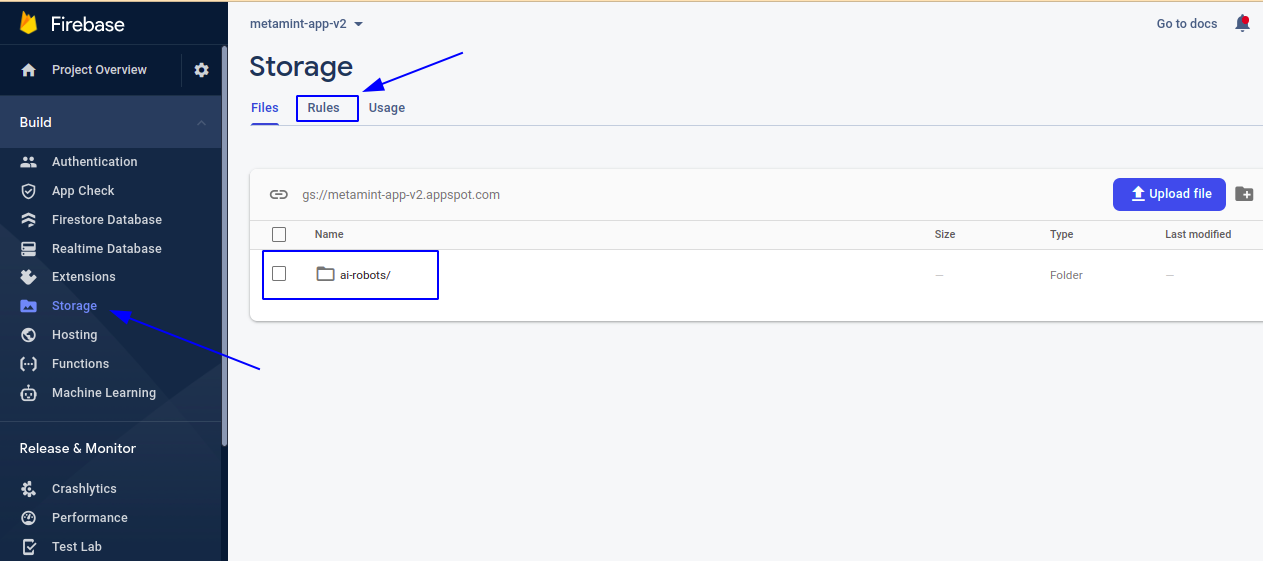 Firebase
Project Overview
Build
Authentication
App Check
Firestore Database
Realtime Database
Extensions
Storage
Hosting
Functions
Machine Learning
Release & Monitor
Crashlytics
Performance
Test Lab
metamint-app-v2
Go to docs
Storage
Files Rules Usage
gs://metamint-app-v2.appspot.com
Upload file
Name Size Type Last modified
ai-robots/ – Folder –